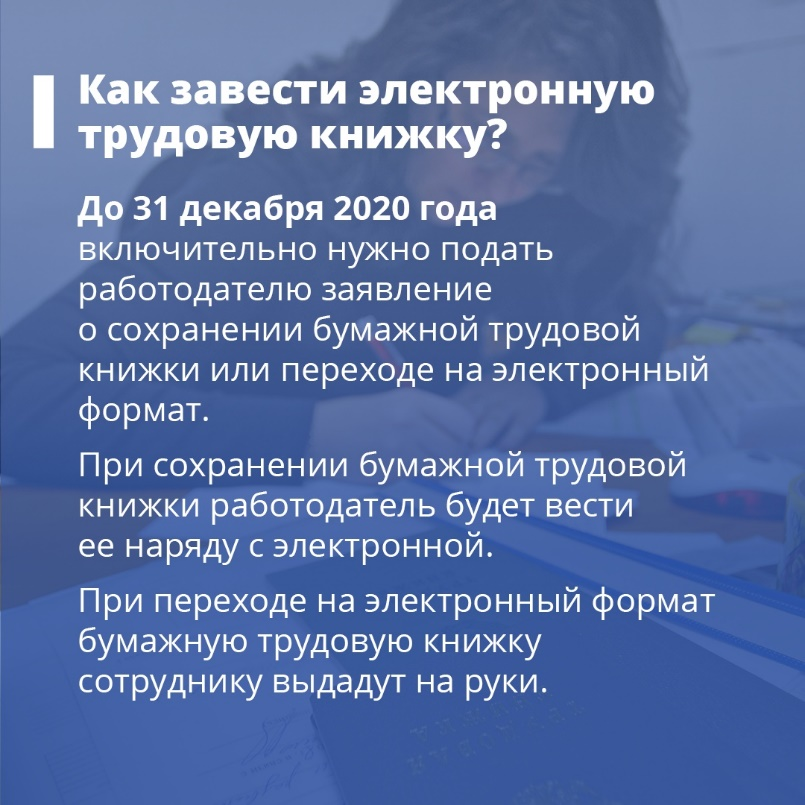 Как завести электронную
трудовую книжку?
До 31 декабря 2020 года
включительно нужно подать
работодателю заявление
о сохранении бумажной трудовой
книжки или переходе на электронный
формат.
При сохранении бумажной трудовой
книжки работодатель будет вести
ее наряду с электронной.
При переходе на электронный формат
бумажную трудовую книжку
сотруднику выдадут на руки.